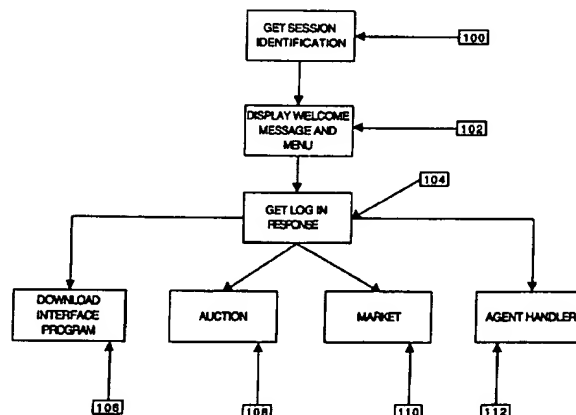 GET SESSION
IDENTIFICATION
100
DISPLAY WELCOME
MESSAGE AND
MENU
102
104
GET LOG IN
RESPONSE
DOWNLOAD
INTERFACE
PROGRAM
AUCTION
MARKET
AGENT HANDLER
106
108
110
112